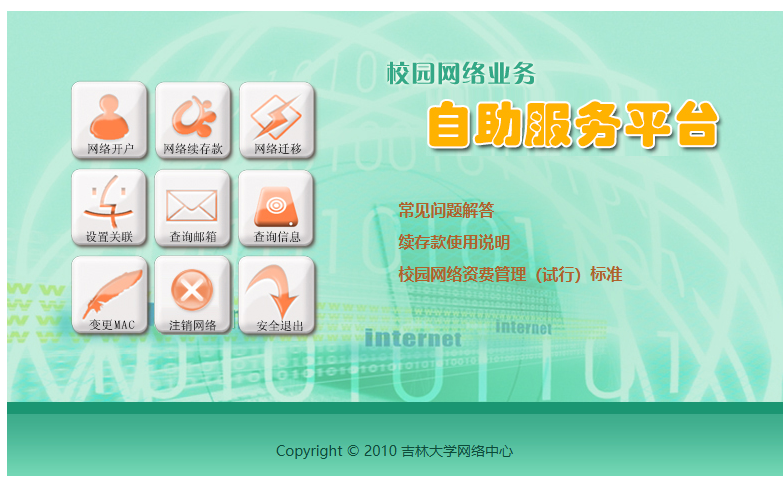 校园网络业务
自助服务平台
网络开户 网络续存款 网络迁移
设置关联 查询邮箱 查询信息
变更MAC 注销网络 安全退出
常见问题解答
续存款使用说明
校园网络资费管理（试行）标准
internet
internet
Copyright © 2010 吉林大学网络中心